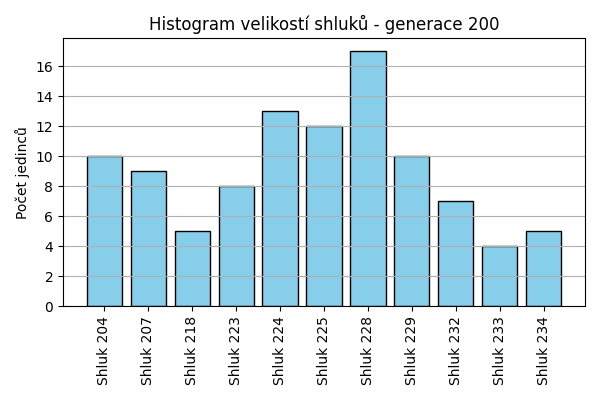 Histogram velikostí shluků - generace 200
Počet jedinců
16
14
12
10
8
6
4
2
0
Shluk 204
Shluk 207
Shluk 218
Shluk 223
Shluk 224
Shluk 225
Shluk 228
Shluk 229
Shluk 232
Shluk 233
Shluk 234